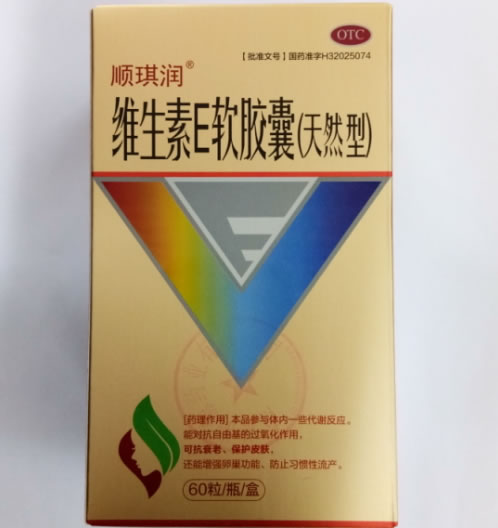 OTC
【批准文号】国药准字H32025074
顺琪润®
维生素E软胶囊(天然型)
[药理作用]本品参与体内一些代谢反应。
能对抗自由基的过氧化作用，
可抗衰老、保护皮肤，
还能增强卵巢功能、防止习惯性流产。
60粒/瓶/盒